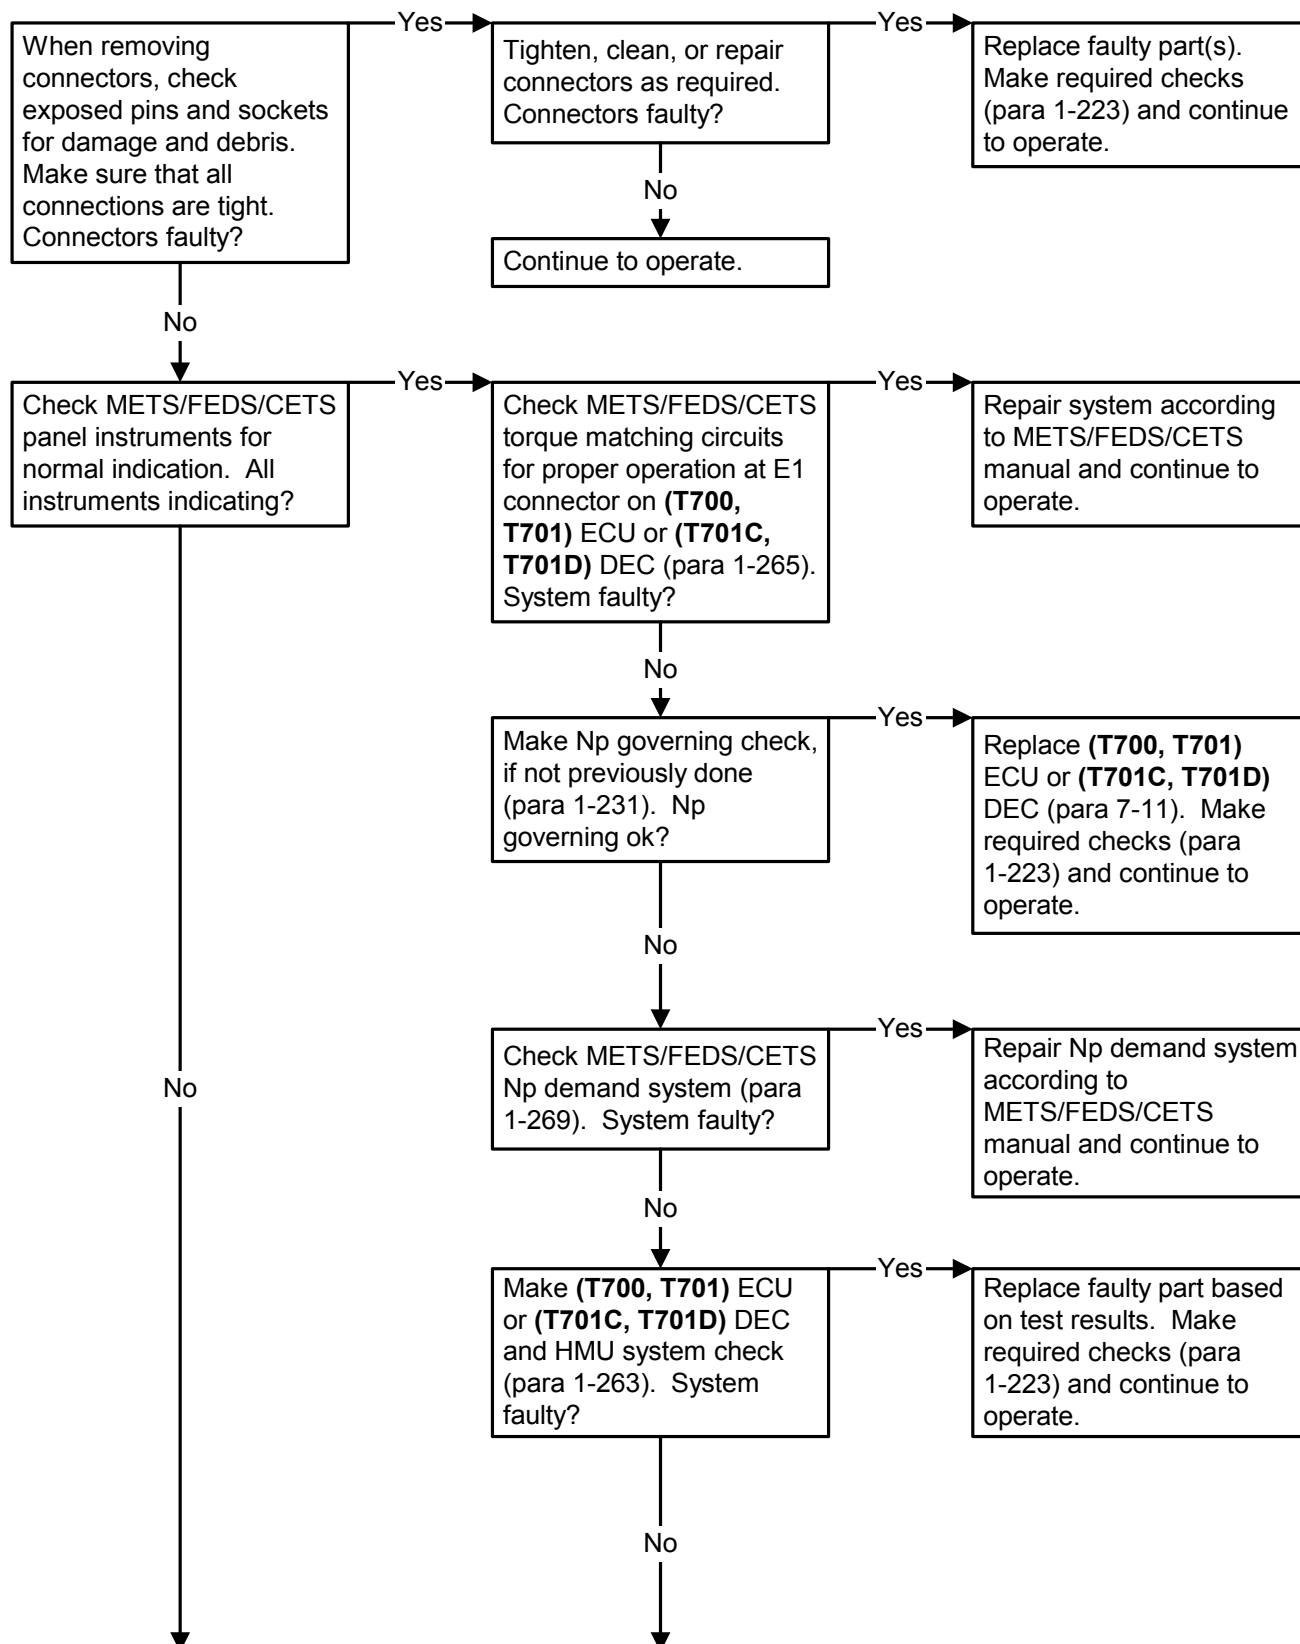 When removing
connectors, check
exposed pins and sockets
for damage and debris.
Make sure that all
connections are tight.
Connectors faulty?
Yes
Tighten, clean, or repair
connectors as required.
Connectors faulty?
Yes
Replace faulty part(s).
Make required checks
(para 1-223) and continue
to operate.
No
Continue to operate.
No
Check METS/FEDS/CETS
panel instruments for
normal indication.  All
instruments indicating?
Yes
Check METS/FEDS/CETS
torque matching circuits
for proper operation at E1
connector on (T700,
T701) ECU or (T701C,
T701D) DEC (para 1-265).
System faulty?
Yes
Repair system according
to METS/FEDS/CETS
manual and continue to
operate.
No
Make Np governing check,
if not previously done
(para 1-231).  Np
governing ok?
Yes
Replace (T700, T701)
ECU or (T701C, T701D)
DEC (para 7-11).  Make
required checks (para
1-223) and continue to
operate.
No
Check METS/FEDS/CETS
Np demand system (para
1-269).  System faulty?
Yes
Repair Np demand system
according to
METS/FEDS/CETS
manual and continue to
operate.
No
No
Make (T700, T701) ECU
or (T701C, T701D) DEC
and HMU system check
(para 1-263).  System
faulty?
Yes
Replace faulty part based
on test results.  Make
required checks (para
1-223) and continue to
operate.
No